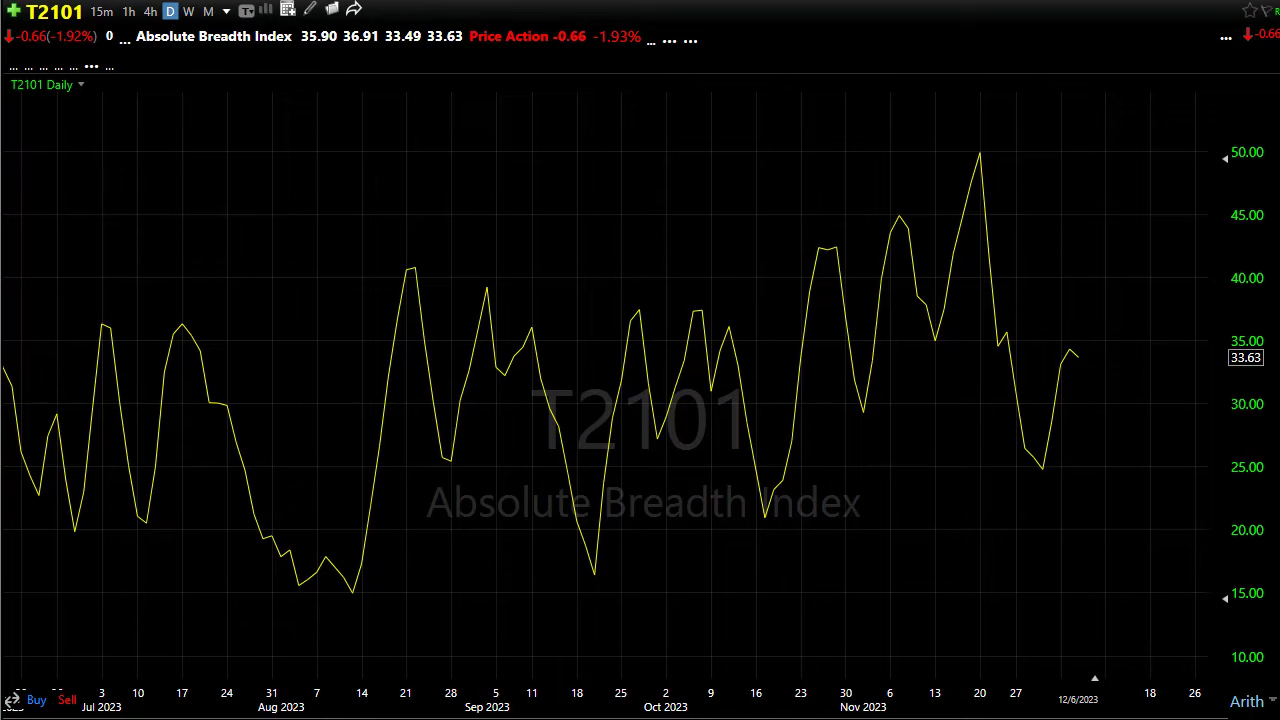 T2101 15m 1h 4h D W M
-0.66(-1.92%) 0 ... Absolute Breadth Index 35.90 36.91 33.49 33.63 Price Action -0.66 -1.93% ... ... ... ... -0.66
... ... ... ... ... ... ...
T2101 Daily
50.00
45.00
40.00
35.00
33.63
30.00
T2101
25.00
Absolute Breadth Index
20.00
15.00
10.00
3 10 17 24 31 7 14 21 28 5 11 18 25 2 9 16 23 30 6 13 20 27 12/6/2023 18 26
Buy Sell Jul 2023 Aug 2023 Sep 2023 Oct 2023 Nov 2023 Arith